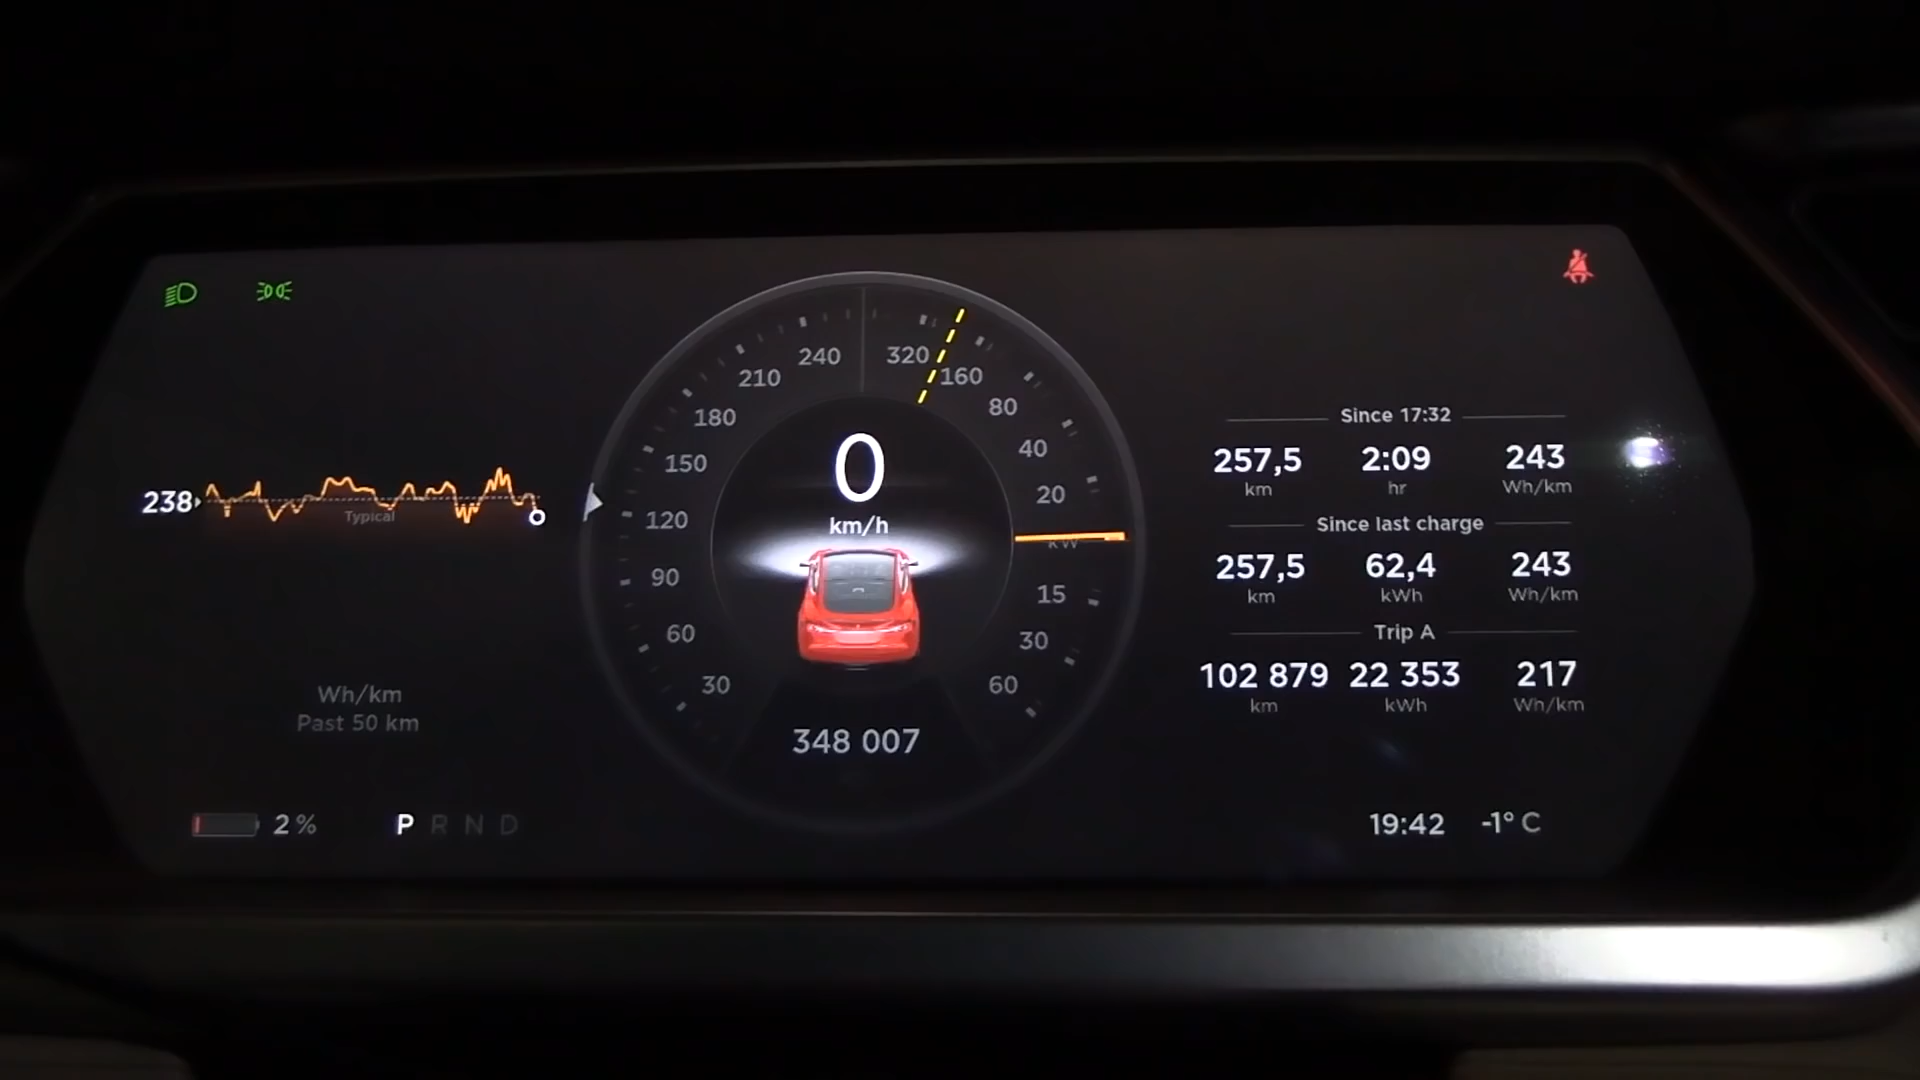 240 320
210 160
180 80
150 40
120 20
90 kW
60 15
30 30
60
0
km/h
348 007
238
Typical
Wh/km
Past 50 km
2 %
P R N D
Since 17:32
257,5 2:09 243
km hr Wh/km
Since last charge
257,5 62,4 243
km kWh Wh/km
Trip A
102 879 22 353 217
km kWh Wh/km
19:42 -1° C